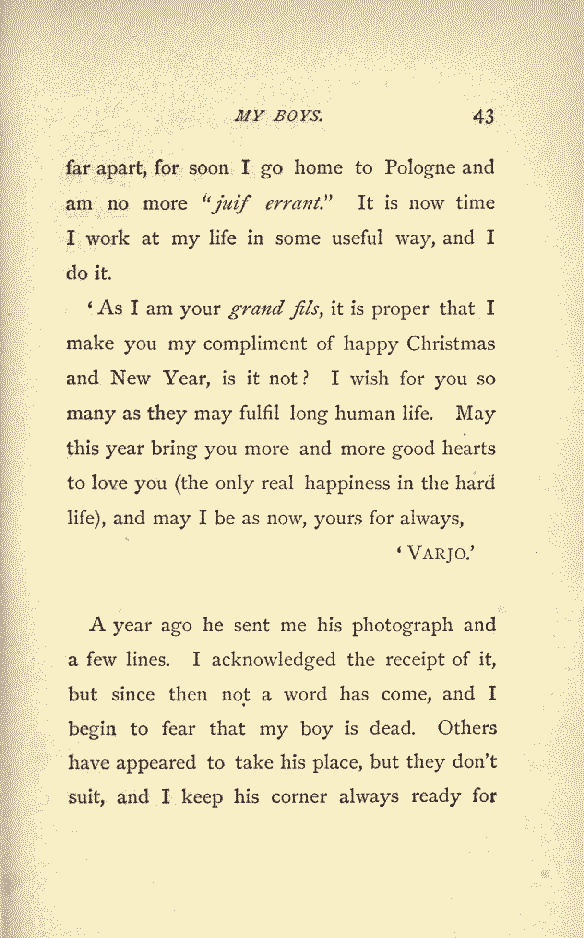 MY BOYS. 43
far apart, for soon I go home to Pologne and
am no more “juif errant.” It is now time
I work at my life in some useful way, and I
do it.
‘As I am your grand fils, it is proper that I
make you my compliment of happy Christmas
and New Year, is it not? I wish for you so
many as they may fulfil long human life. May
this year bring you more and more good hearts
to love you (the only real happiness in the hard
life), and may I be as now, yours for always,
‘VARJO.’
A year ago he sent me his photograph and
a few lines. I acknowledged the receipt of it,
but since then not a word has come, and I
begin to fear that my boy is dead. Others
have appeared to take his place, but they don’t
suit, and I keep his corner always ready for